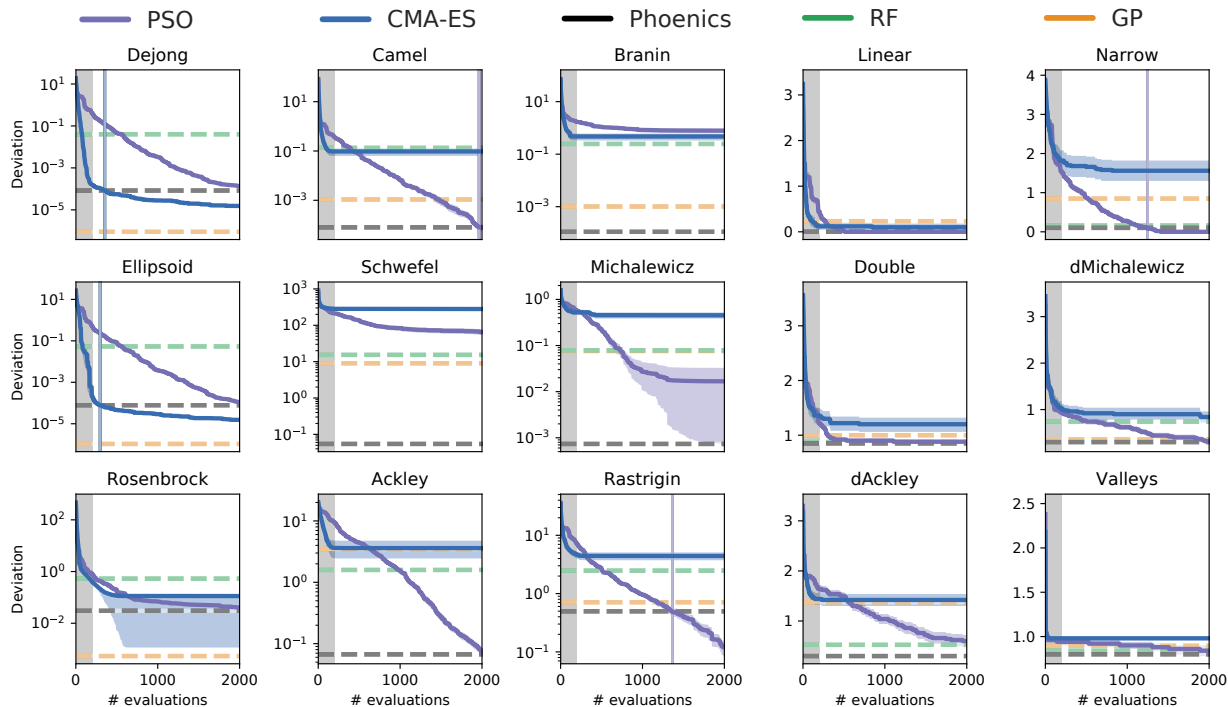 PSO CMA-ES Phoenics RF GP
Dejong Camel Branin Linear Narrow
Deviation
10^1 10^-1 10^-3 10^-5
10^1 10^-1 10^-3
10^1 10^-1 10^-3
3 2 1 0
4 3 2 1 0
Ellipsoid Schwefel Michalewicz Double dMichalewicz
Deviation
10^1 10^-1 10^-3 10^-5
10^3 10^2 10^1 10^0 10^-1
10^0 10^-1 10^-2 10^-3
3 2 1
3 2 1
Rosenbrock Ackley Rastrigin dAckley Valleys
Deviation
10^2 10^0 10^-2
10^1 10^0 10^-1
10^1 10^0 10^-1
3 2 1
2.5 2.0 1.5 1.0
0 1000 2000 0 1000 2000 0 1000 2000 0 1000 2000 0 1000 2000
# evaluations # evaluations # evaluations # evaluations # evaluations